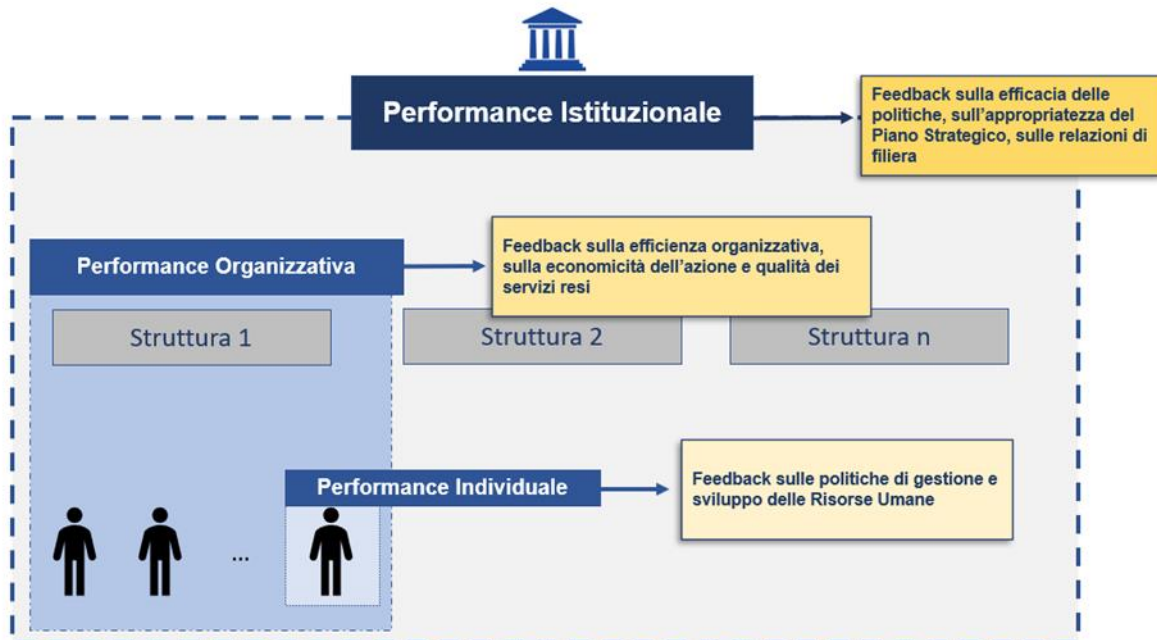 Performance Istituzionale
Feedback sulla efficacia delle
politiche, sull'appropriatezza del
Piano Strategico, sulle relazioni di
filiera
Performance Organizzativa
Feedback sulla efficienza organizzativa,
sulla economicità dell'azione e qualità dei
servizi resi
Struttura 1
Struttura 2
Struttura n
Performance Individuale
Feedback sulle politiche di gestione e
sviluppo delle Risorse Umane
...